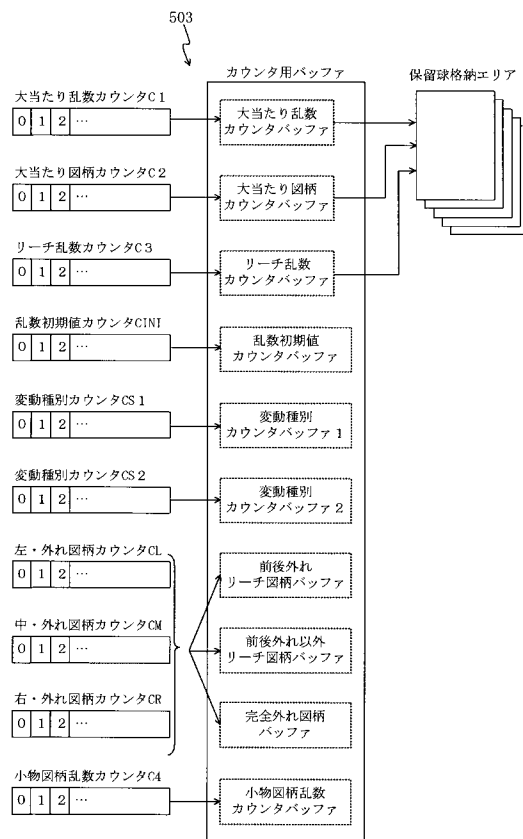 503
カウンタ用バッファ
保留球格納エリア
大当たり乱数カウンタC1
0 1 2 …
大当たり乱数
カウンタバッファ
大当たり図柄カウンタC2
0 1 2 …
大当たり図柄
カウンタバッファ
リーチ乱数カウンタC3
0 1 2 …
リーチ乱数
カウンタバッファ
乱数初期値カウンタCINI
0 1 2 …
乱数初期値
カウンタバッファ
変動種別カウンタCS1
0 1 2 …
変動種別
カウンタバッファ1
変動種別カウンタCS2
0 1 2 …
変動種別
カウンタバッファ2
左・外れ図柄カウンタCL
0 1 2 …
前後外れ
リーチ図柄バッファ
中・外れ図柄カウンタCM
0 1 2 …
前後外れ以外
リーチ図柄バッファ
右・外れ図柄カウンタCR
0 1 2 …
完全外れ図柄
バッファ
小物図柄乱数カウンタC4
0 1 2 …
小物図柄乱数
カウンタバッファ